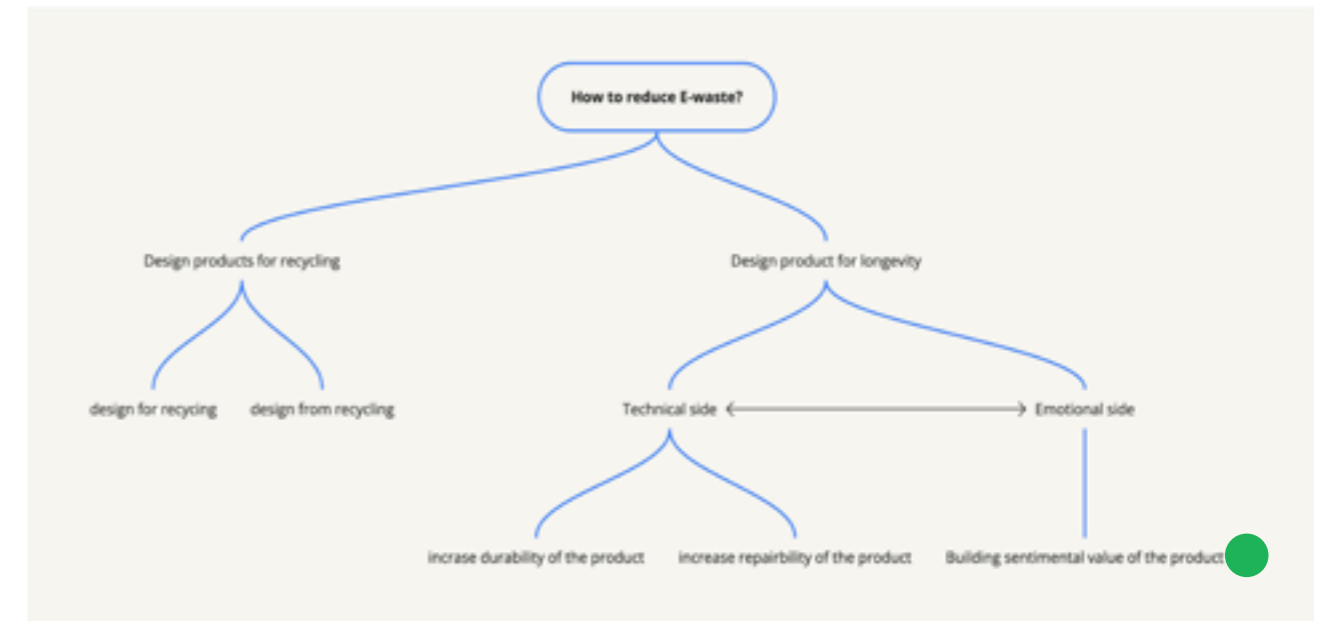 How to reduce E-waste?
Design products for recycling
Design product for longevity
design for recycing
design from recycling
Technical side
Emotional side
incrase durability of the product
increase repairbility of the product
Building sentimental value of the product